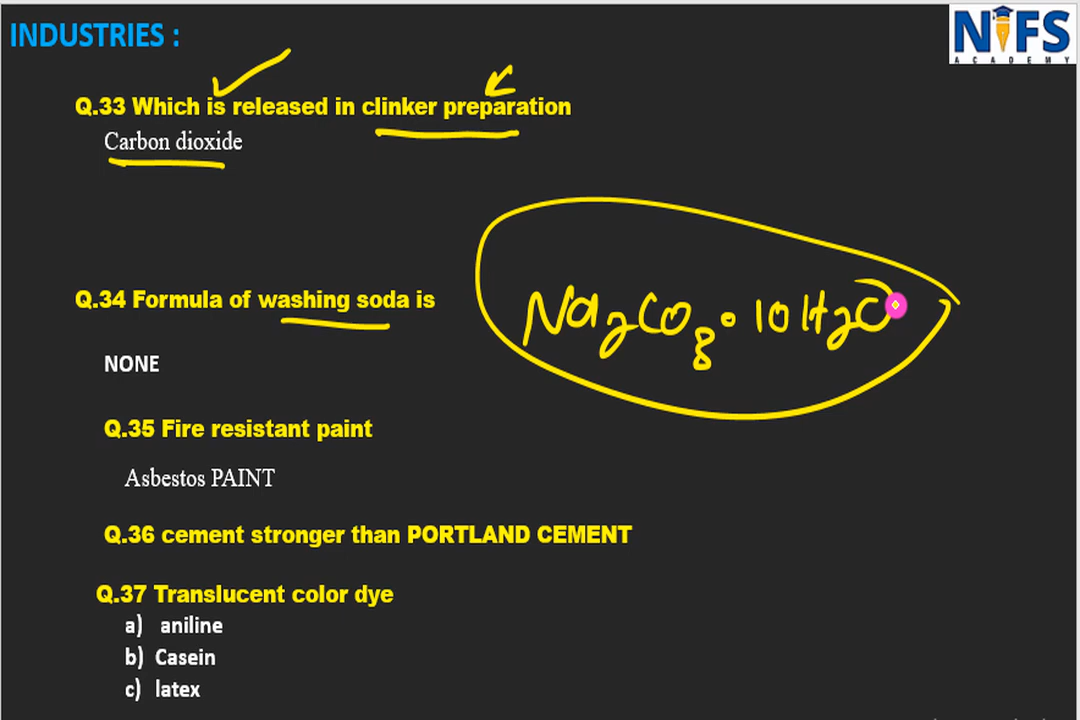 INDUSTRIES :
NiFS
ACADEMY
Q.33 Which is released in clinker preparation
Carbon dioxide
Q.34 Formula of washing soda is
Na2CO3 • 10H2O
NONE
Q.35 Fire resistant paint
Asbestos PAINT
Q.36 cement stronger than PORTLAND CEMENT
Q.37 Translucent color dye
a) aniline
b) Casein
c) latex